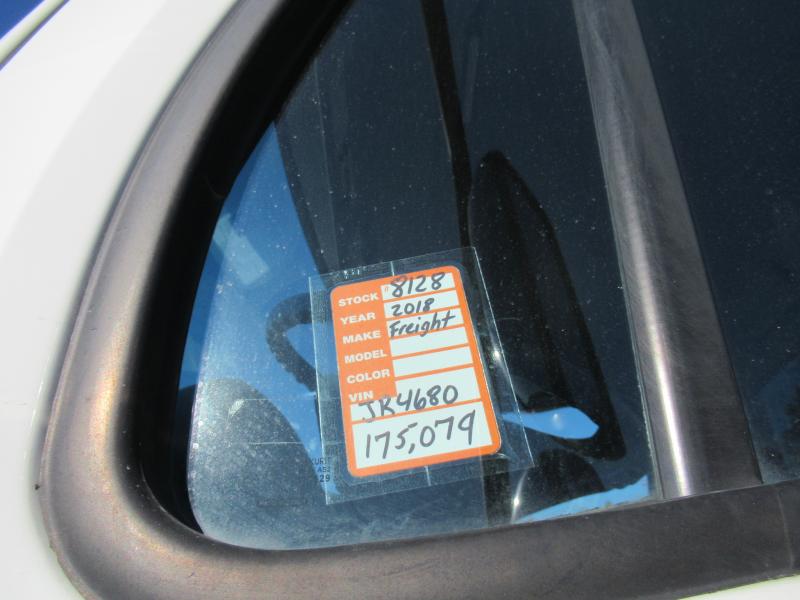 STOCK # 8128
YEAR 2018
MAKE Freight
MODEL
COLOR
VIN
JK4680
175,079